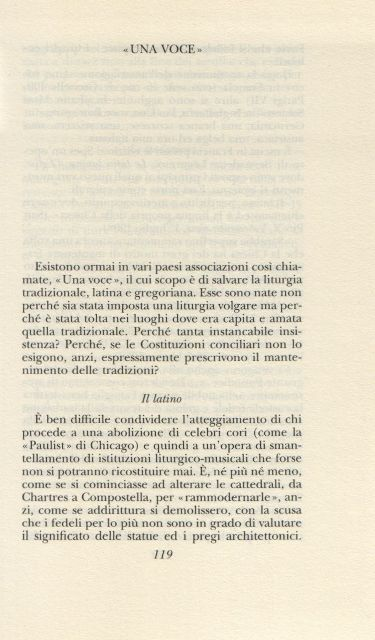 «UNA VOCE»
Esistono ormai in vari paesi associazioni così chia-
mate, «Una voce», il cui scopo è di salvare la liturgia
tradizionale, latina e gregoriana. Esse sono nate non
perché sia stata imposta una liturgia volgare ma per-
ché è stata tolta nei luoghi dove era capita e amata
quella tradizionale. Perché tanta instancabile insi-
stenza? Perché, se le Costituzioni conciliari non lo
esigono, anzi, espressamente prescrivono il mante-
nimento delle tradizioni?
Il latino
È ben difficile condividere l'atteggiamento di chi
procede a una abolizione di celebri cori (come la
«Paulist» di Chicago) e quindi a un'opera di sman-
tellamento di istituzioni liturgico-musicali che forse
non si potranno ricostituire mai. È, né più né meno,
come se si cominciasse ad alterare le cattedrali, da
Chartres a Compostella, per «rammodernarle», an-
zi, come se addirittura si demolissero, con la scusa
che i fedeli per lo più non sono in grado di valutare
il significato delle statue ed i pregi architettonici.
119